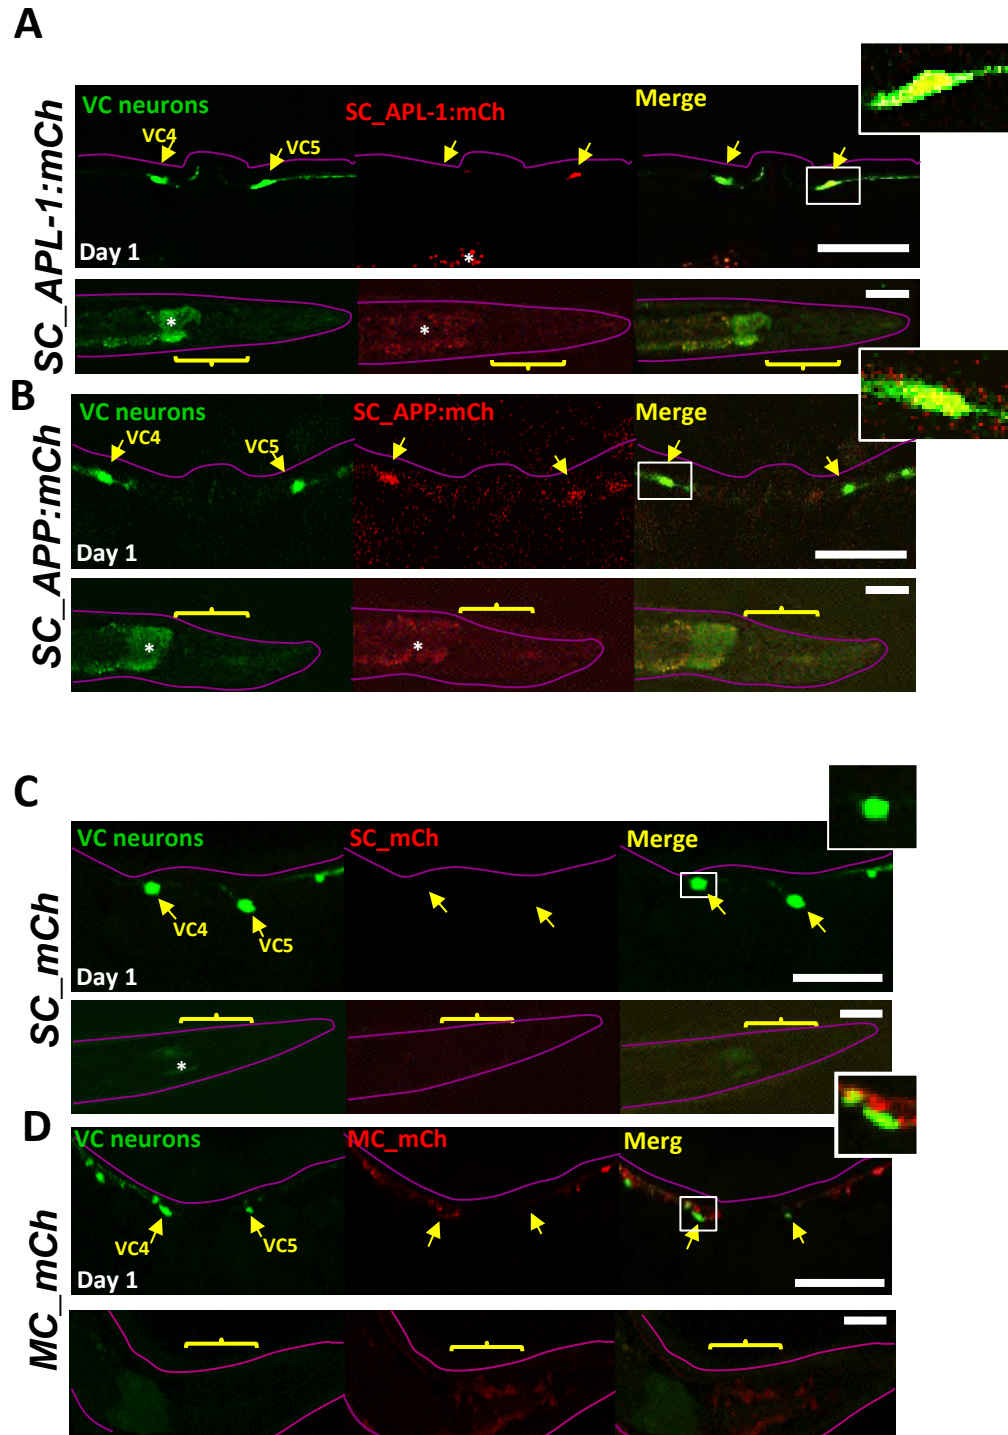 A
SC_APL-1:mCh
VC neurons
SC_APL-1:mCh
Merge
VC4
VC5
Day 1
*
*
*
B
SC_APP:mCh
VC neurons
SC_APP:mCh
Merge
VC4
VC5
Day 1
*
*
C
SC_mCh
VC neurons
SC_mCh
Merge
VC4
VC5
Day 1
*
D
MC_mCh
VC neurons
MC_mCh
Merg
VC4
VC5
Day 1